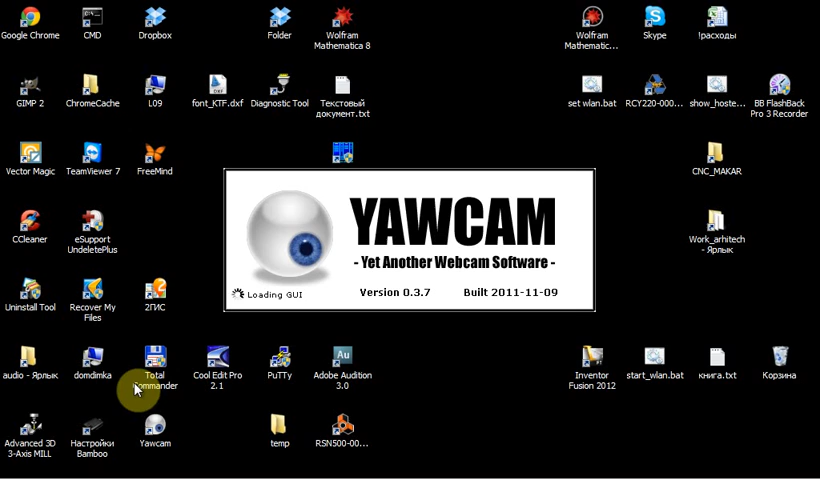 Google Chrome
CMD
Dropbox
Folder
Wolfram
Mathematica 8
Wolfram
Mathematic...
Skype
!расходы
GIMP 2
ChromeCache
L09
font_KTF.dxf
Diagnostic Tool
Текстовый
документ.txt
set wlan.bat
RCY220-000...
show_hoste...
BB FlashBack
Pro 3 Recorder
Vector Magic
TeamViewer 7
FreeMind
CNC_MAKAR
YAWCAM
- Yet Another Webcam Software -
Loading GUI
Version 0.3.7
Built 2011-11-09
CCleaner
eSupport
UndeletePlus
Work_arhitech
- Ярлык
Uninstall Tool
Recover My
Files
2ГИС
audio - Ярлык
domdimka
Total
Commander
Cool Edit Pro
2.1
PuTTy
Adobe Audition
3.0
Inventor
Fusion 2012
start_wlan.bat
книга.txt
Корзина
Advanced 3D
3-Axis MILL
Настройки
Bamboo
Yawcam
temp
RSN500-00...